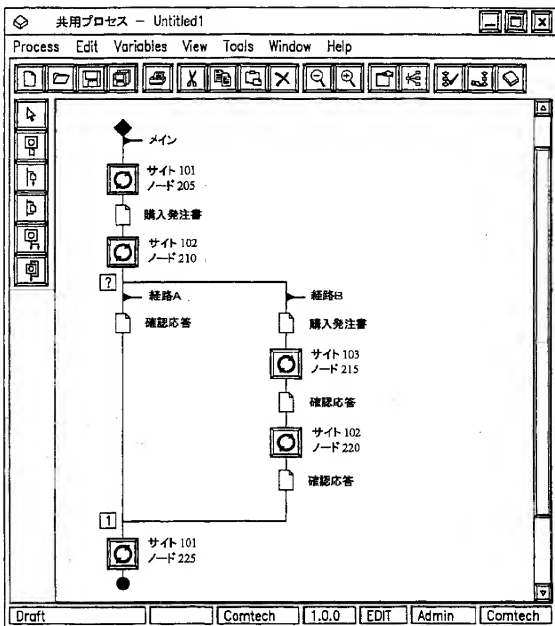 共用プロセス － Untitled1
Process Edit Variables View Tools Window Help
メイン
サイト 101
ノード 205
購入発注書
サイト 102
ノード 210
?
経路A
経路B
確認応答
購入発注書
サイト 103
ノード 215
確認応答
サイト 102
ノード 220
確認応答
1
サイト 101
ノード 225
Draft Comtech 1.0.0 EDIT Admin Comtech